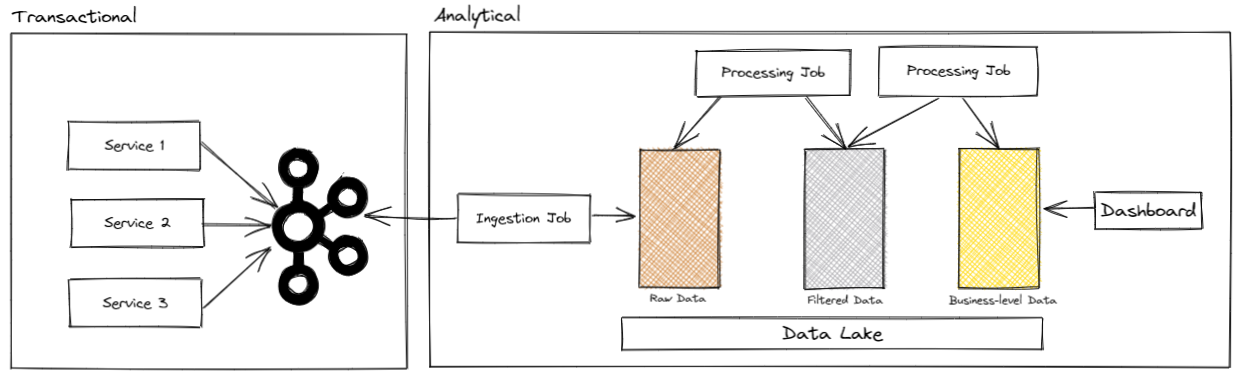 Transactional
Analytical
Processing Job
Processing Job
Service 1
Service 2
Service 3
Ingestion Job
Dashboard
Raw Data
Filtered Data
Business-level Data
Data Lake